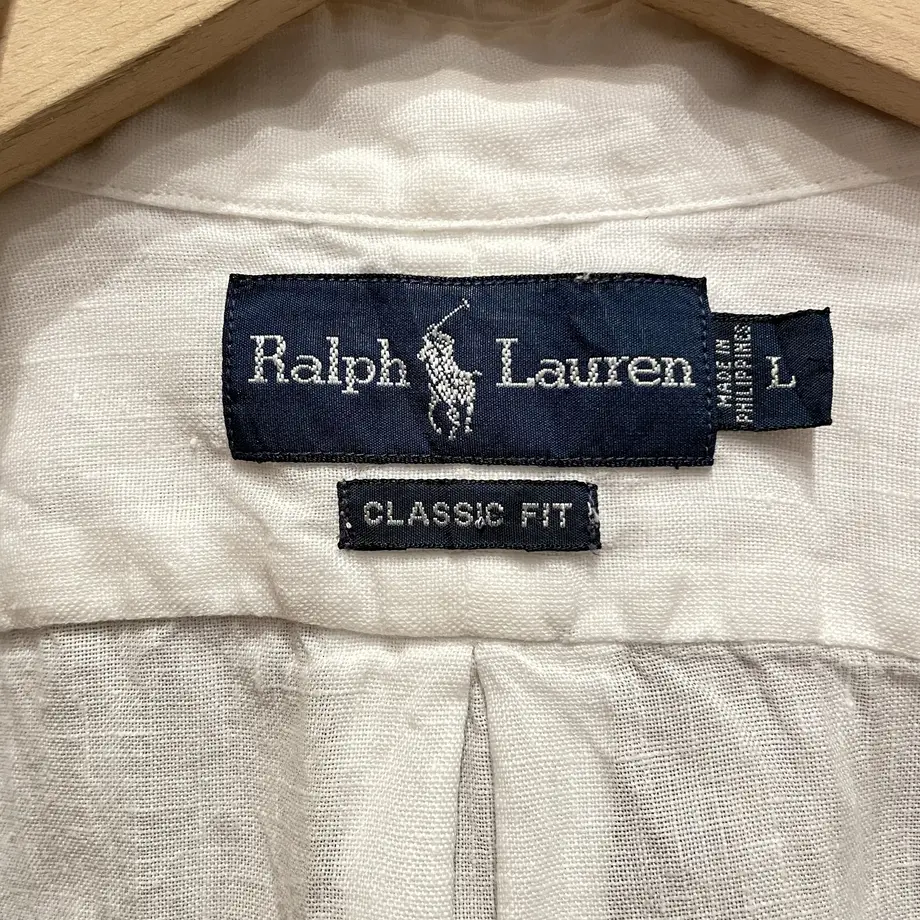 Ralph Lauren
MADE IN
PHILIPPINES
L
CLASSIC FIT